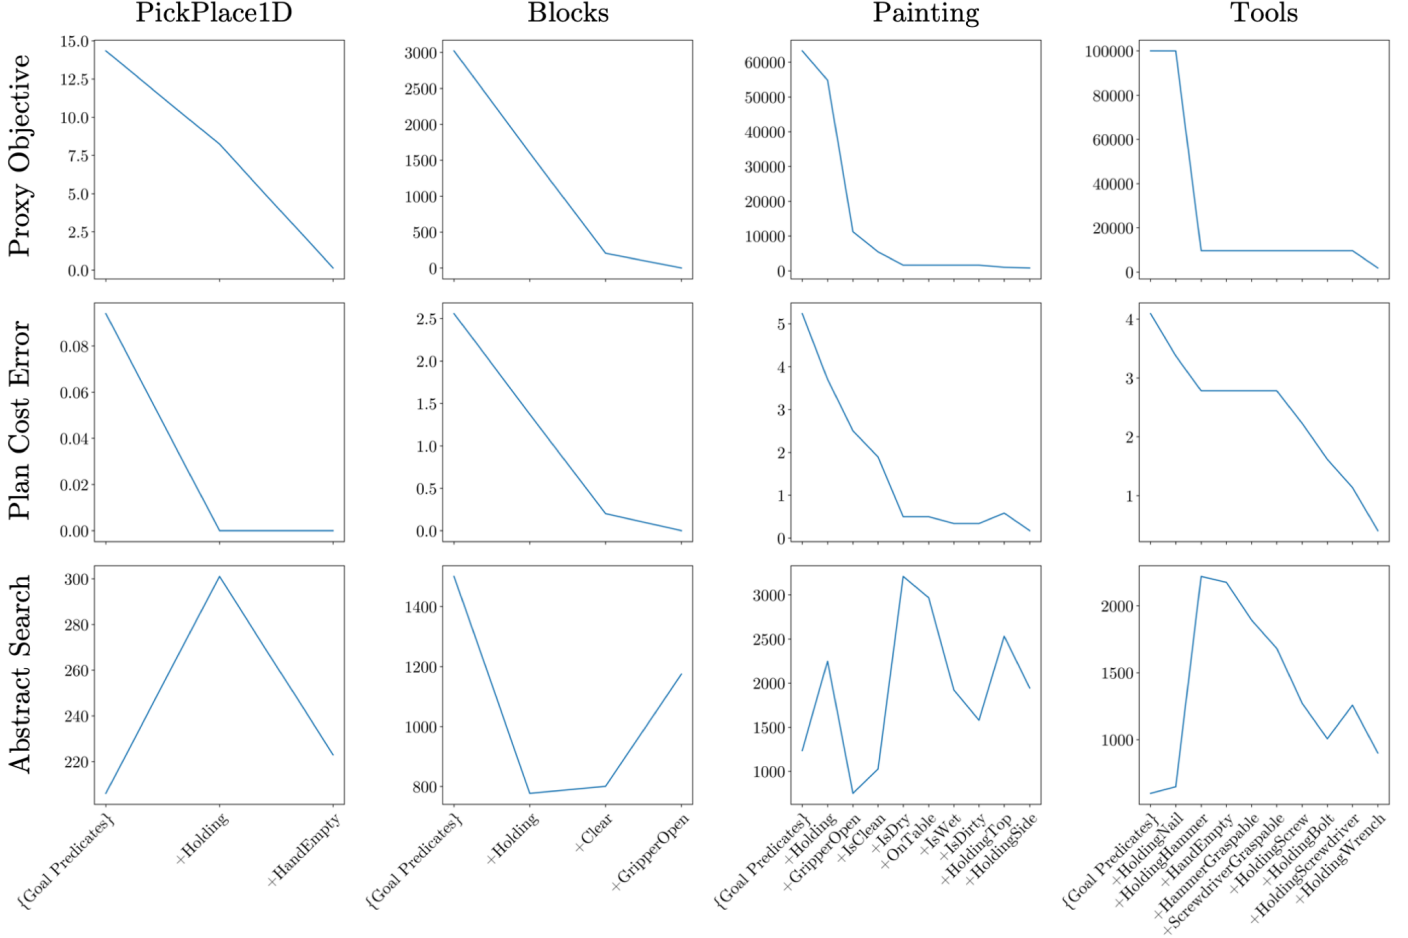 PickPlace1D
Blocks
Painting
Tools
Proxy Objective
15.0
12.5
10.0
7.5
5.0
2.5
0.0
3000
2500
2000
1500
1000
500
0
60000
50000
40000
30000
20000
10000
0
100000
80000
60000
40000
20000
0
Plan Cost Error
0.08
0.06
0.04
0.02
0.00
2.5
2.0
1.5
1.0
0.5
0.0
5
4
3
2
1
0
4
3
2
1
Abstract Search
300
280
260
240
220
1400
1200
1000
800
3000
2500
2000
1500
1000
2000
1500
1000
{Goal Predicates}
+Holding
+HandEmpty
{Goal Predicates}
+Holding
+Clear
+GripperOpen
{Goal Predicates}
+Holding
+GripperOpen
+IsClean
+IsDry
+OnTable
+IsWet
+IsDirty
+HoldingTop
+HoldingSide
{Goal Predicates}
+HoldingNail
+HoldingHammer
+HandEmpty
+HammerGraspable
+ScrewdriverGraspable
+HoldingScrew
+HoldingBolt
+HoldingScrewdriver
+HoldingWrench